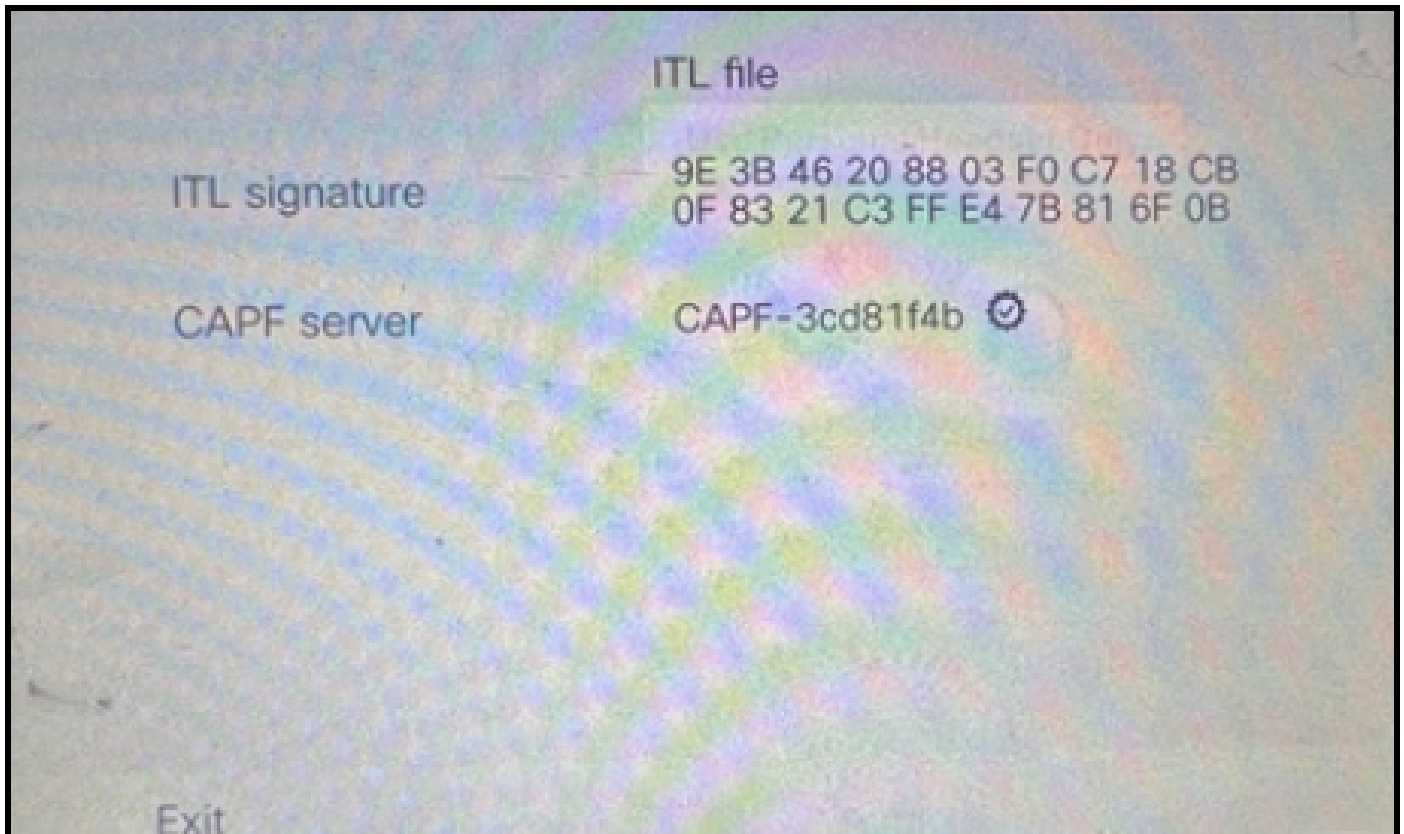 ITL file
ITL signature
9E 3B 46 20 88 03 F0 C7 18 CB
0F 83 21 C3 FF E4 7B 81 6F 0B
CAPF server
CAPF-3cd81f4b
Exit